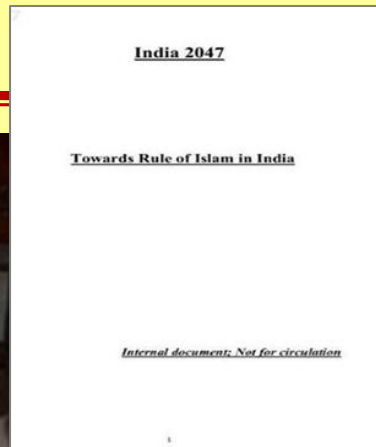 India 2047
Towards Rule of Islam in India
Internal document; Not for circulation